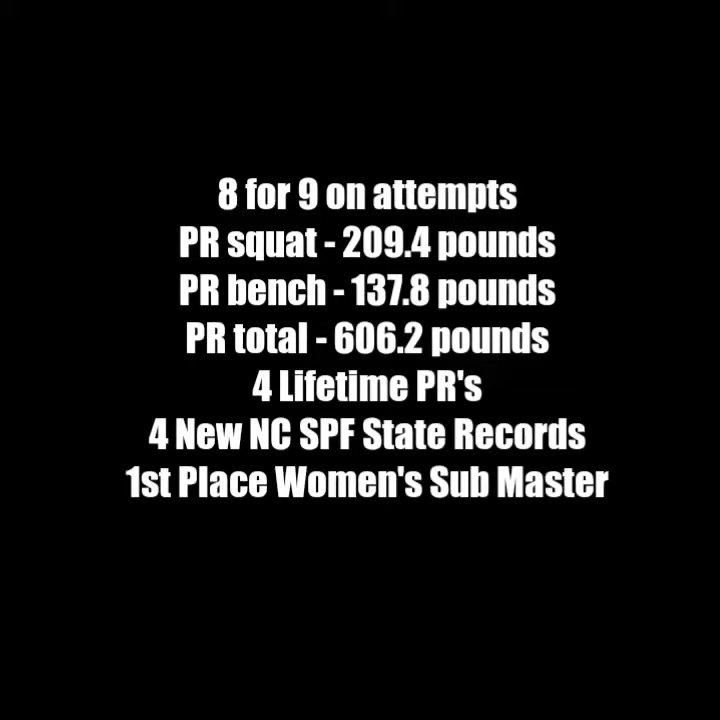 8 for 9 on attempts
PR squat - 209.4 pounds
PR bench - 137.8 pounds
PR total - 606.2 pounds
4 Lifetime PR's
4 New NC SPF State Records
1st Place Women's Sub Master